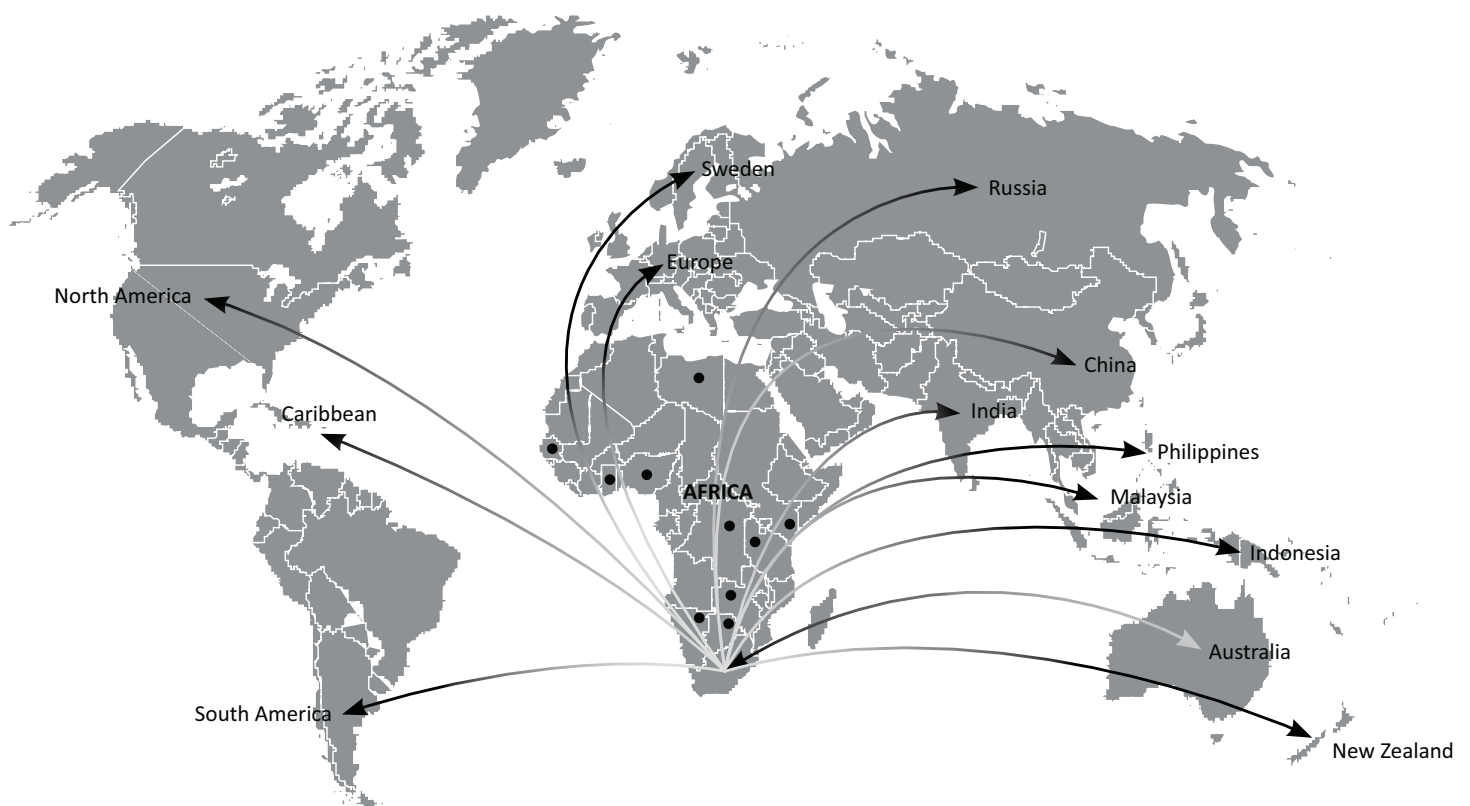 Sweden
Russia
Europe
North America
China
Caribbean
India
Philippines
AFRICA
Malaysia
Indonesia
Australia
South America
New Zealand